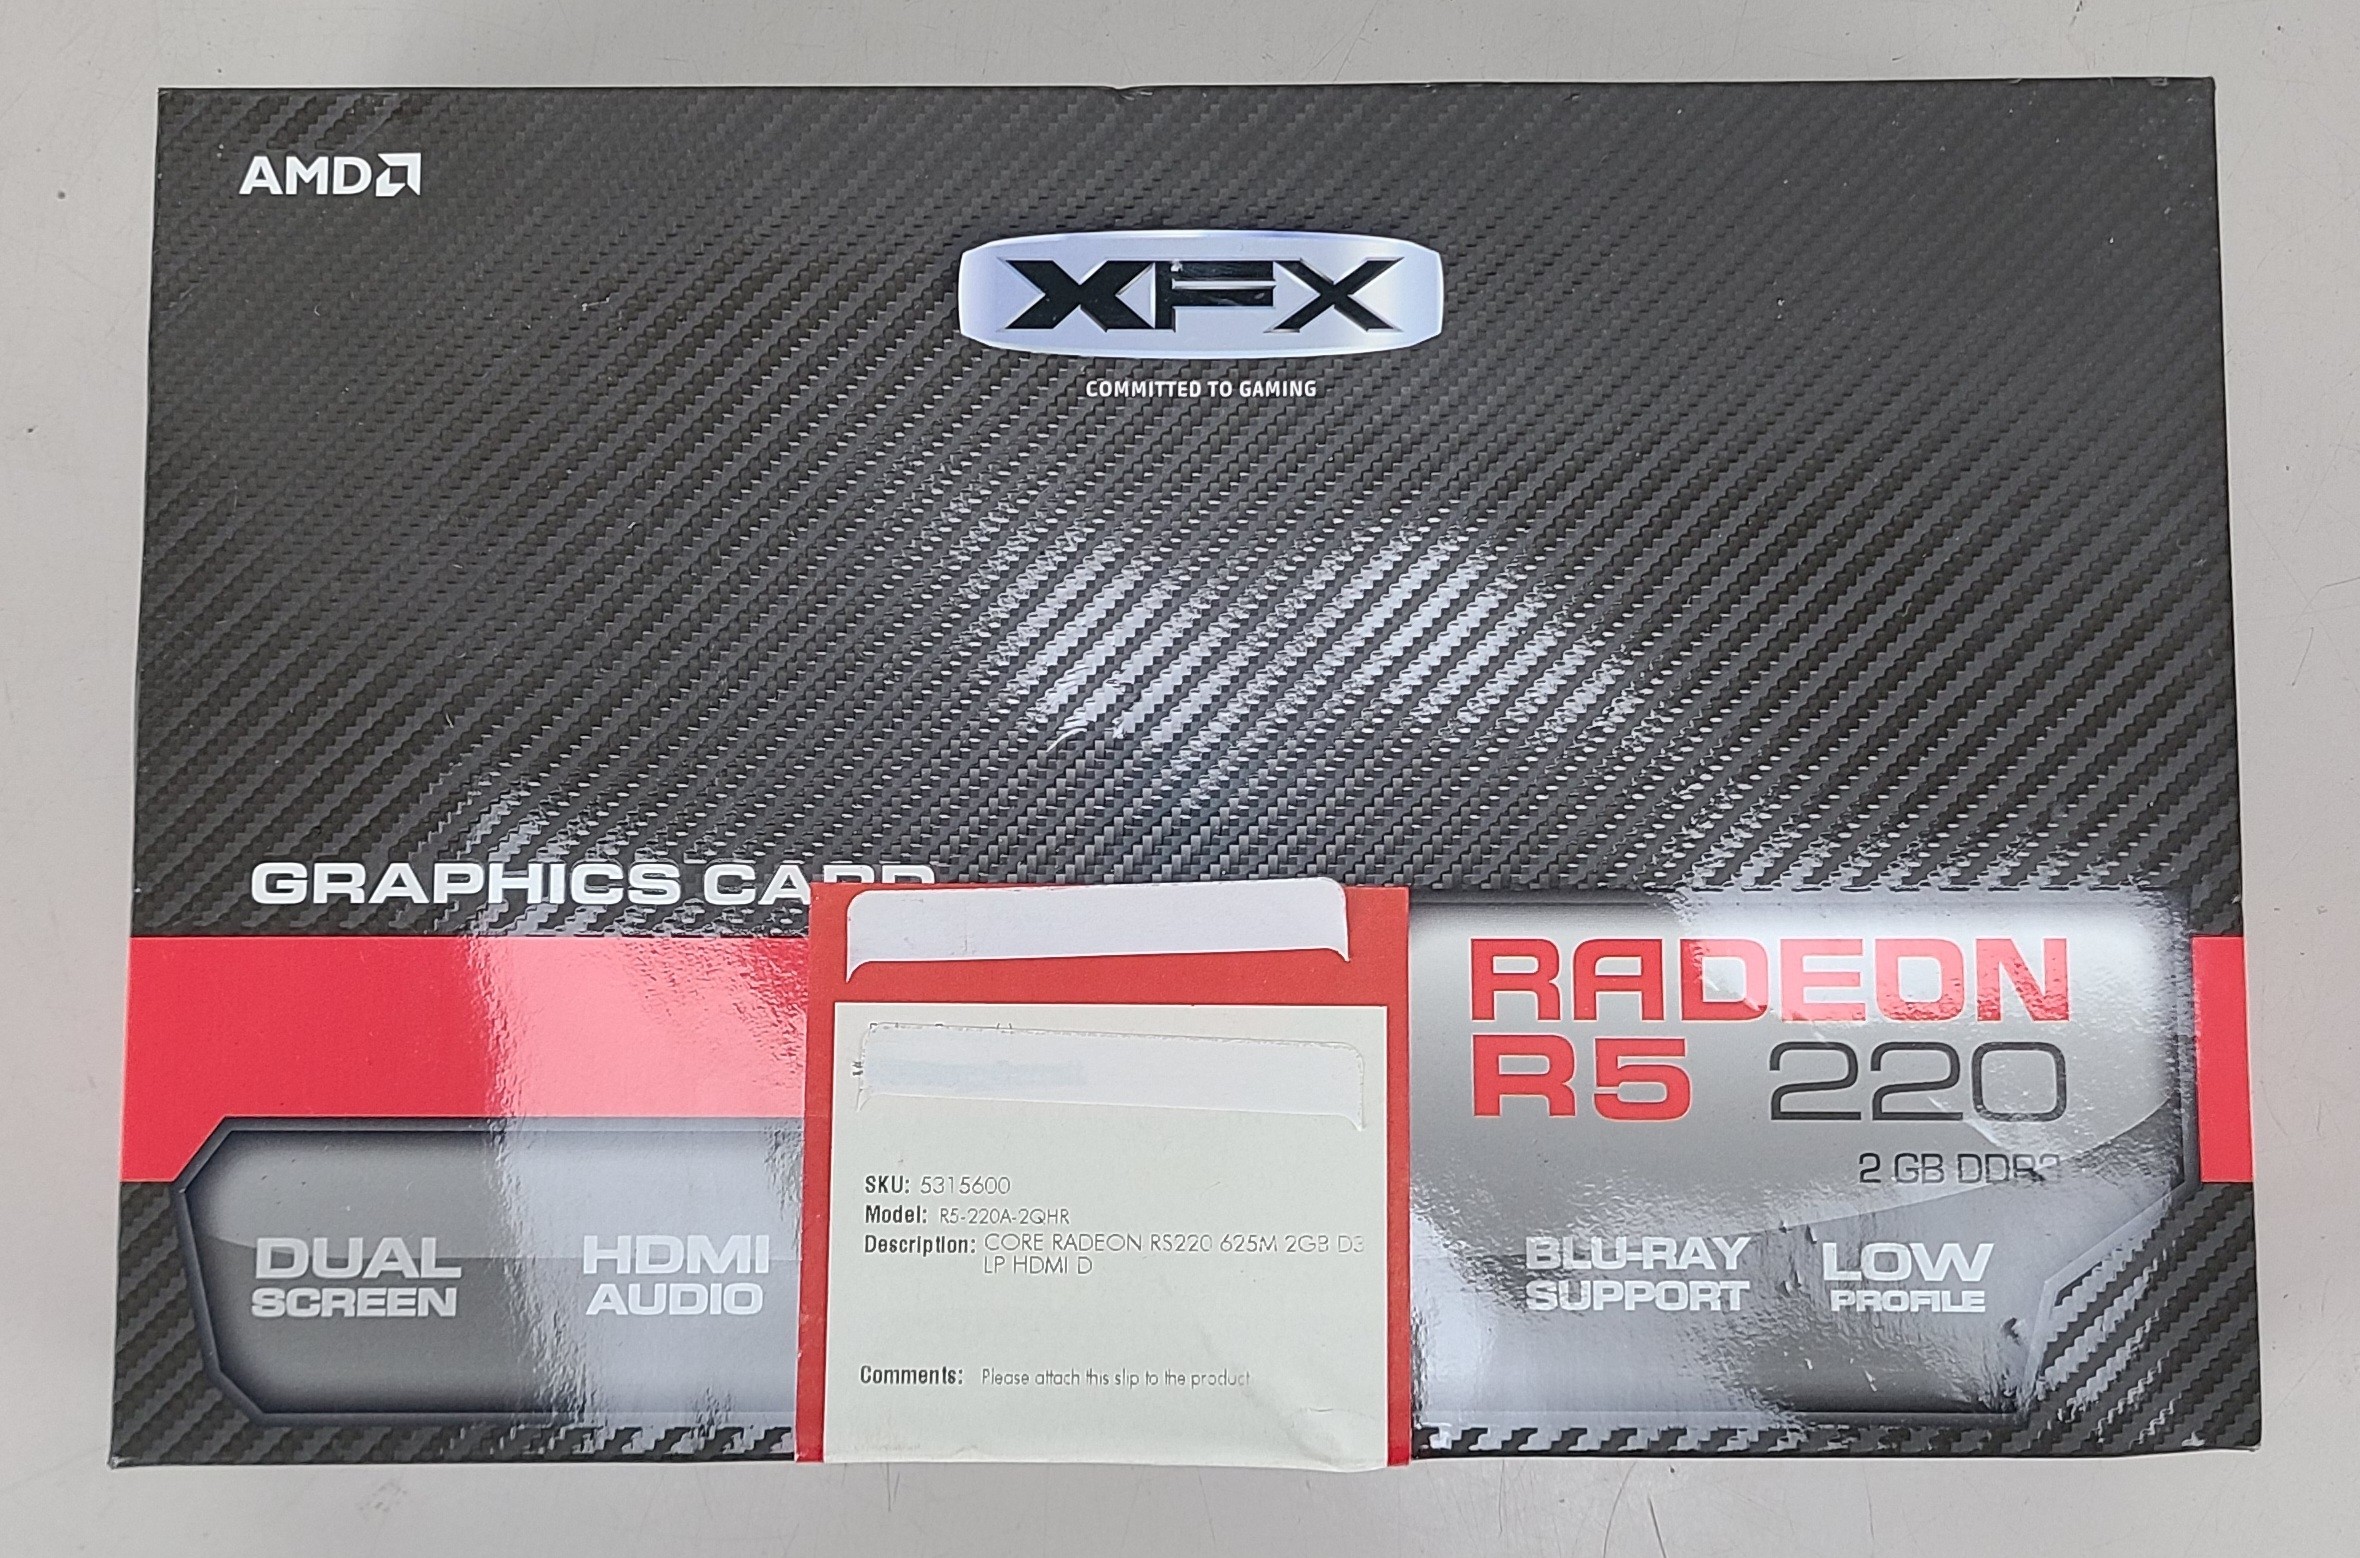 AMD
XFX
COMMITTED TO GAMING
GRAPHICS CARD
RADEON
R5 220
2 GB DDR3
DUAL
SCREEN
HDMI
AUDIO
BLU-RAY
SUPPORT
LOW
PROFILE
SKU: 5315600
Model: R5-220A-2QHR
Description: CORE RADEON RS220 625M 2GB D3
LP HDMI D
Comments: Please attach this slip to the product